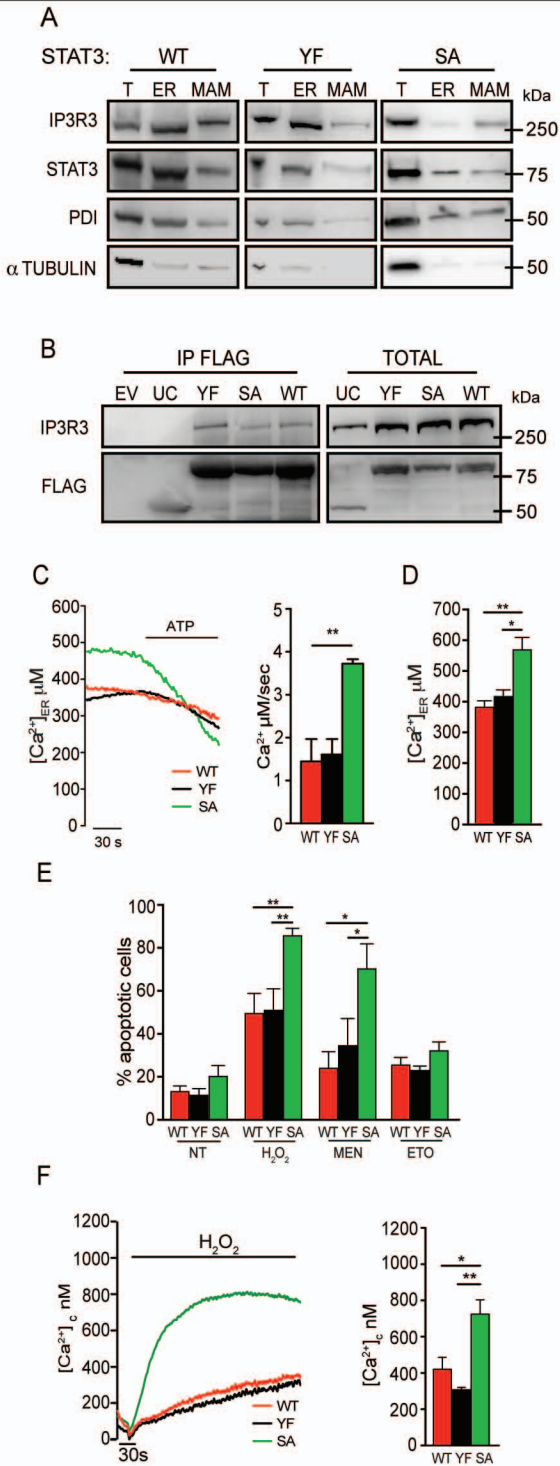 A
STAT3: WT YF SA
T ER MAM T ER MAM T ER MAM kDa
IP3R3 250
STAT3 75
PDI 50
α TUBULIN 50
B
IP FLAG TOTAL
EV UC YF SA WT UC YF SA WT kDa
IP3R3 250
FLAG 75
50
C
[Ca2+]ER μM
600
500
400
300
200
100
0
ATP
WT
YF
SA
30 s
Ca2+ μM/sec
5
4
3
2
1
0
**
WT YF SA
D
[Ca2+]ER μM
700
600
500
400
300
200
100
0
**
*
WT YF SA
E
% apoptotic cells
100
80
60
40
20
0
** ** * *
WT YF SA WT YF SA WT YF SA WT YF SA
NT H2O2 MEN ETO
F
[Ca2+]c nM
1200
1000
800
600
400
200
0
H2O2
WT
YF
SA
30s
[Ca2+]c nM
1200
1000
800
600
400
200
0
*
**
WT YF SA